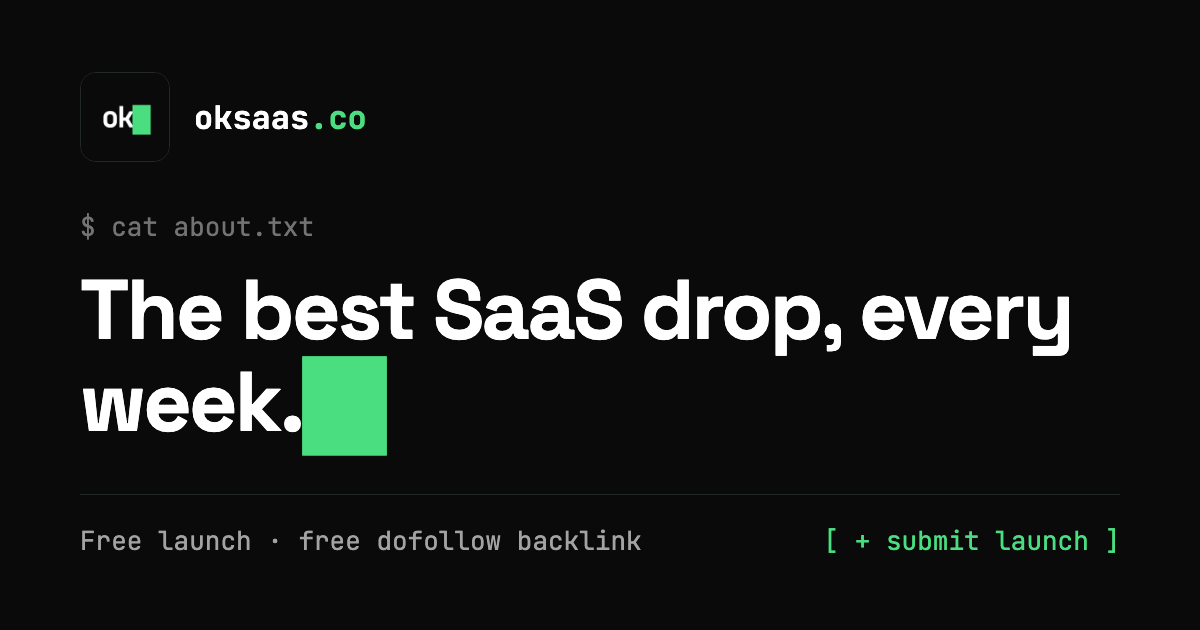 ok
oksaas.co
$ cat about.txt
The best SaaS drop, every
week.
Free launch · free dofollow backlink
[ + submit launch ]